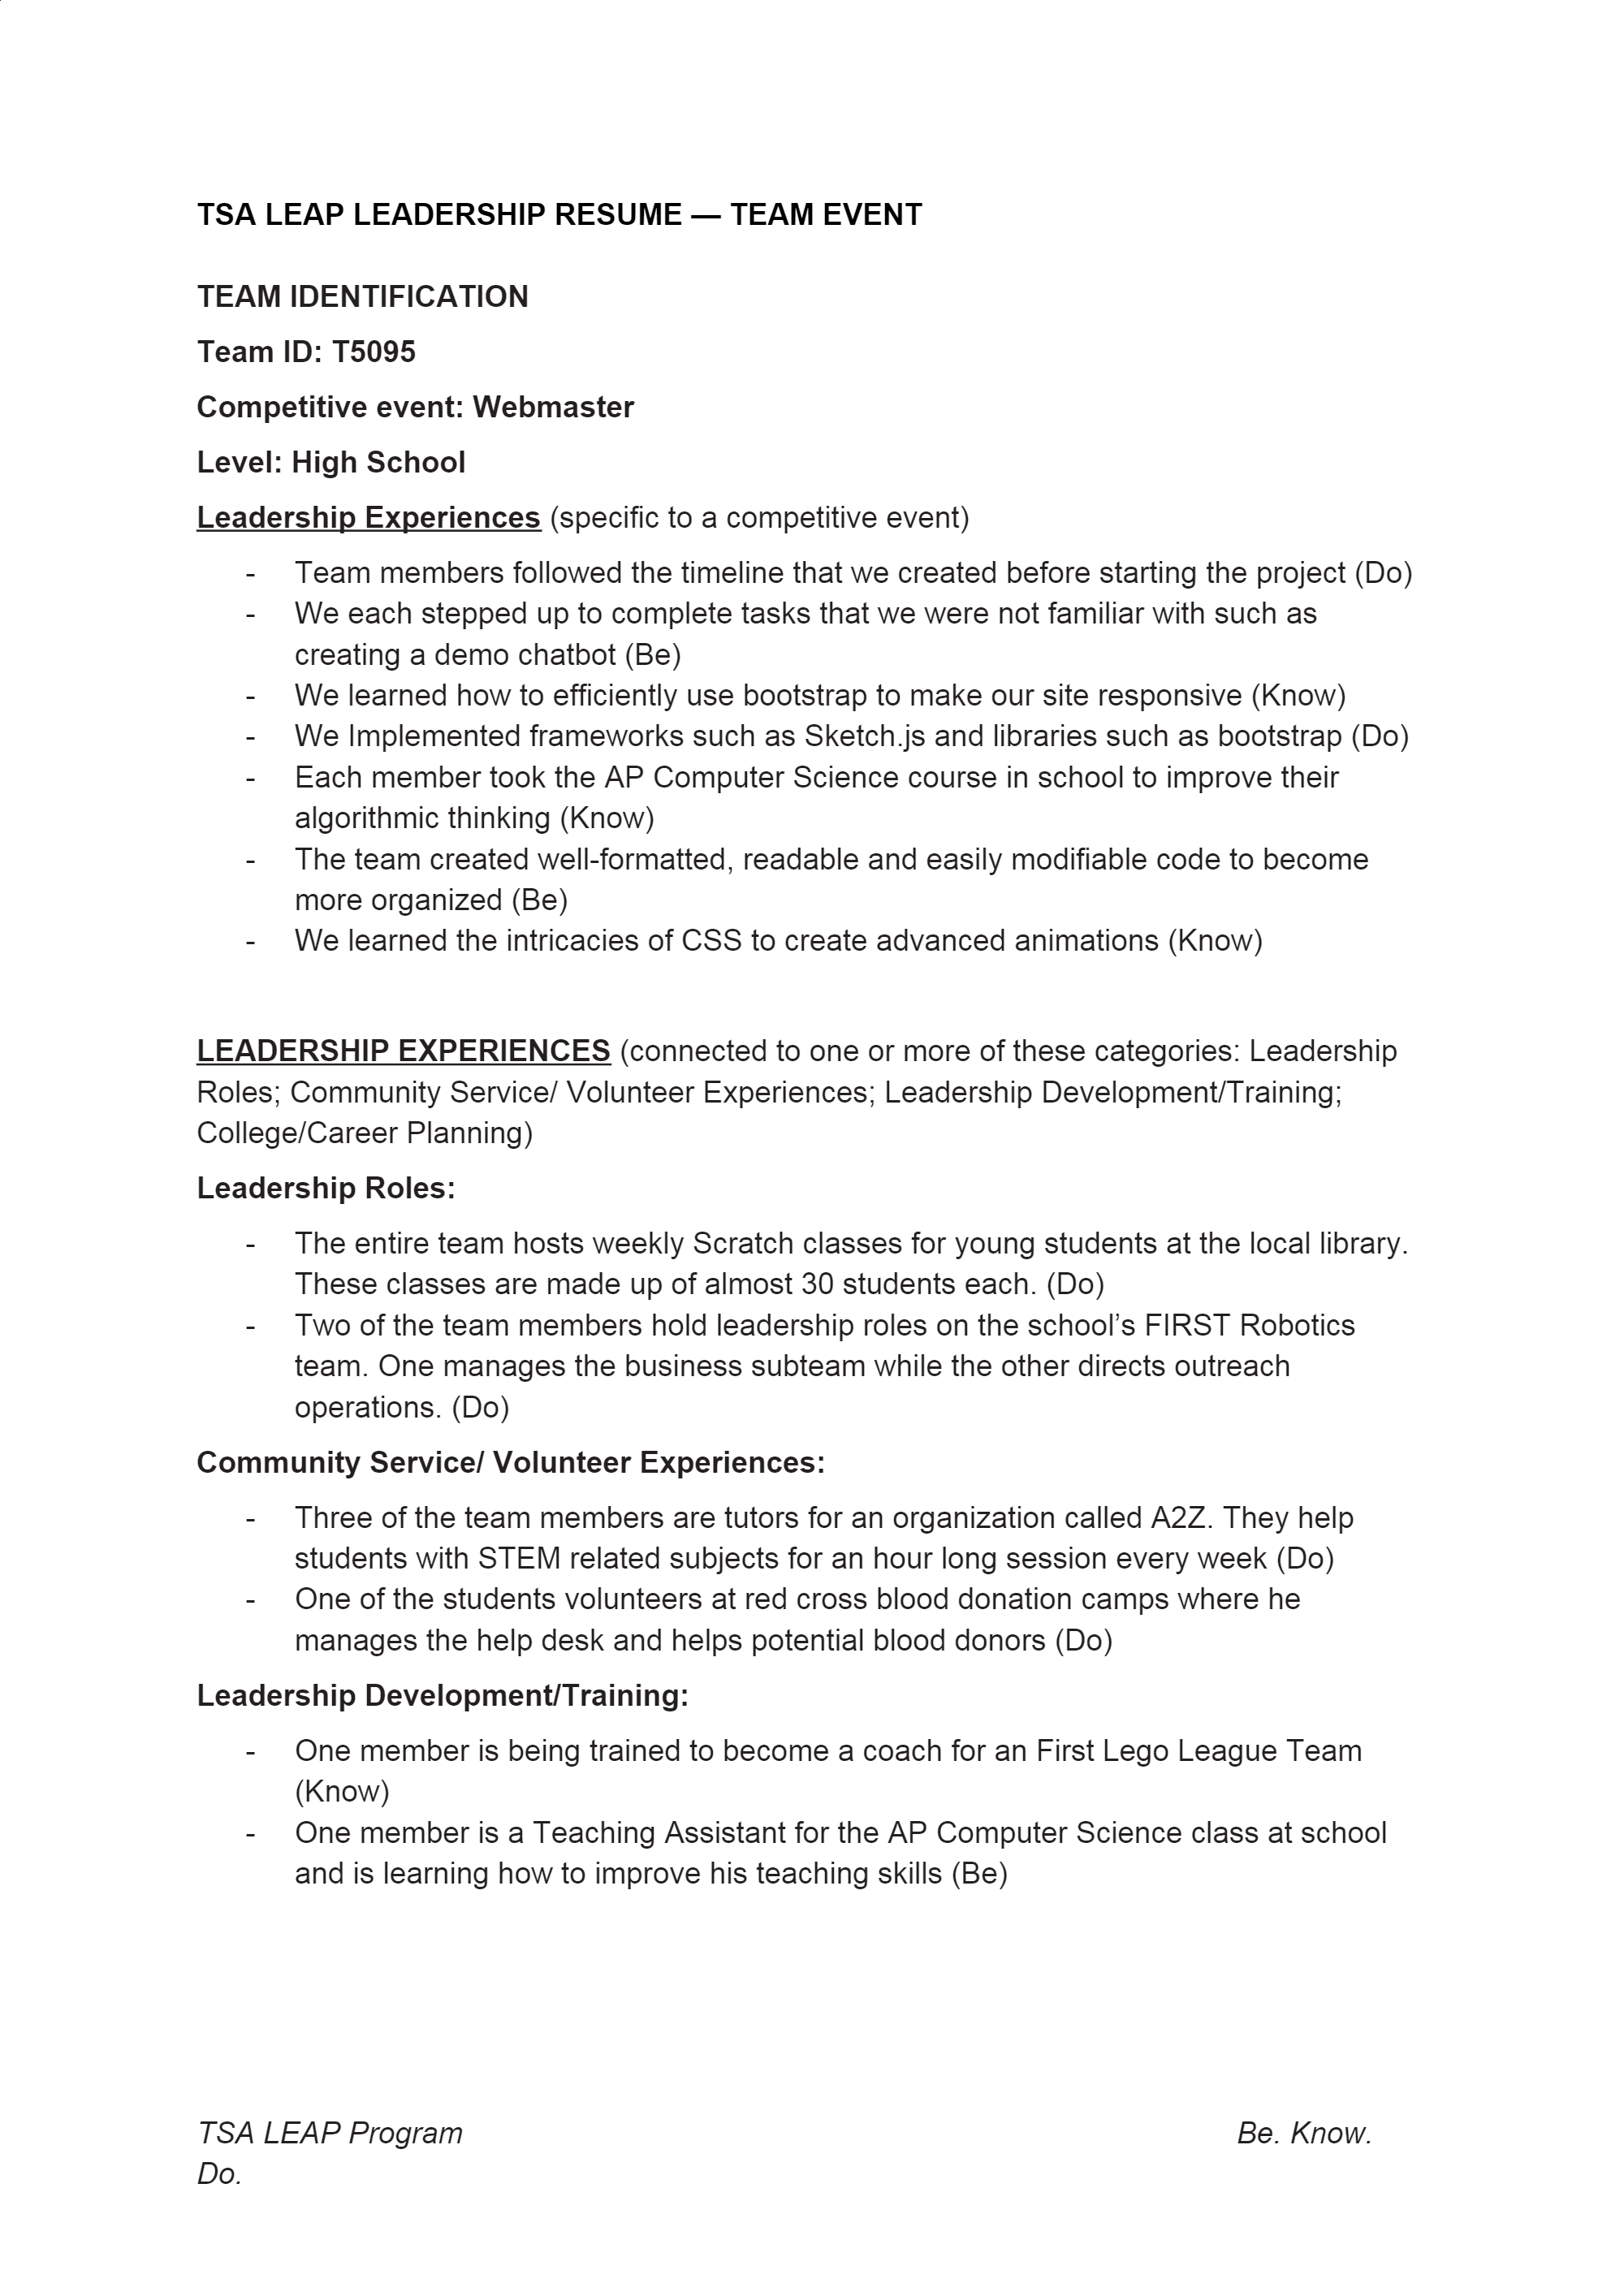 TSA LEAP LEADERSHIP RESUME — TEAM EVENT
TEAM IDENTIFICATION
Team ID: T5095
Competitive event: Webmaster
Level: High School
Leadership Experiences (specific to a competitive event)
- Team members followed the timeline that we created before starting the project (Do)
- We each stepped up to complete tasks that we were not familiar with such as
creating a demo chatbot (Be)
- We learned how to efficiently use bootstrap to make our site responsive (Know)
- We Implemented frameworks such as Sketch.js and libraries such as bootstrap (Do)
- Each member took the AP Computer Science course in school to improve their
algorithmic thinking (Know)
- The team created well-formatted, readable and easily modifiable code to become
more organized (Be)
- We learned the intricacies of CSS to create advanced animations (Know)
LEADERSHIP EXPERIENCES (connected to one or more of these categories: Leadership
Roles; Community Service/ Volunteer Experiences; Leadership Development/Training;
College/Career Planning)
Leadership Roles:
- The entire team hosts weekly Scratch classes for young students at the local library.
These classes are made up of almost 30 students each. (Do)
- Two of the team members hold leadership roles on the school’s FIRST Robotics
team. One manages the business subteam while the other directs outreach
operations. (Do)
Community Service/ Volunteer Experiences:
- Three of the team members are tutors for an organization called A2Z. They help
students with STEM related subjects for an hour long session every week (Do)
- One of the students volunteers at red cross blood donation camps where he
manages the help desk and helps potential blood donors (Do)
Leadership Development/Training:
- One member is being trained to become a coach for an First Lego League Team
(Know)
- One member is a Teaching Assistant for the AP Computer Science class at school
and is learning how to improve his teaching skills (Be)
TSA LEAP Program Be. Know.
Do.